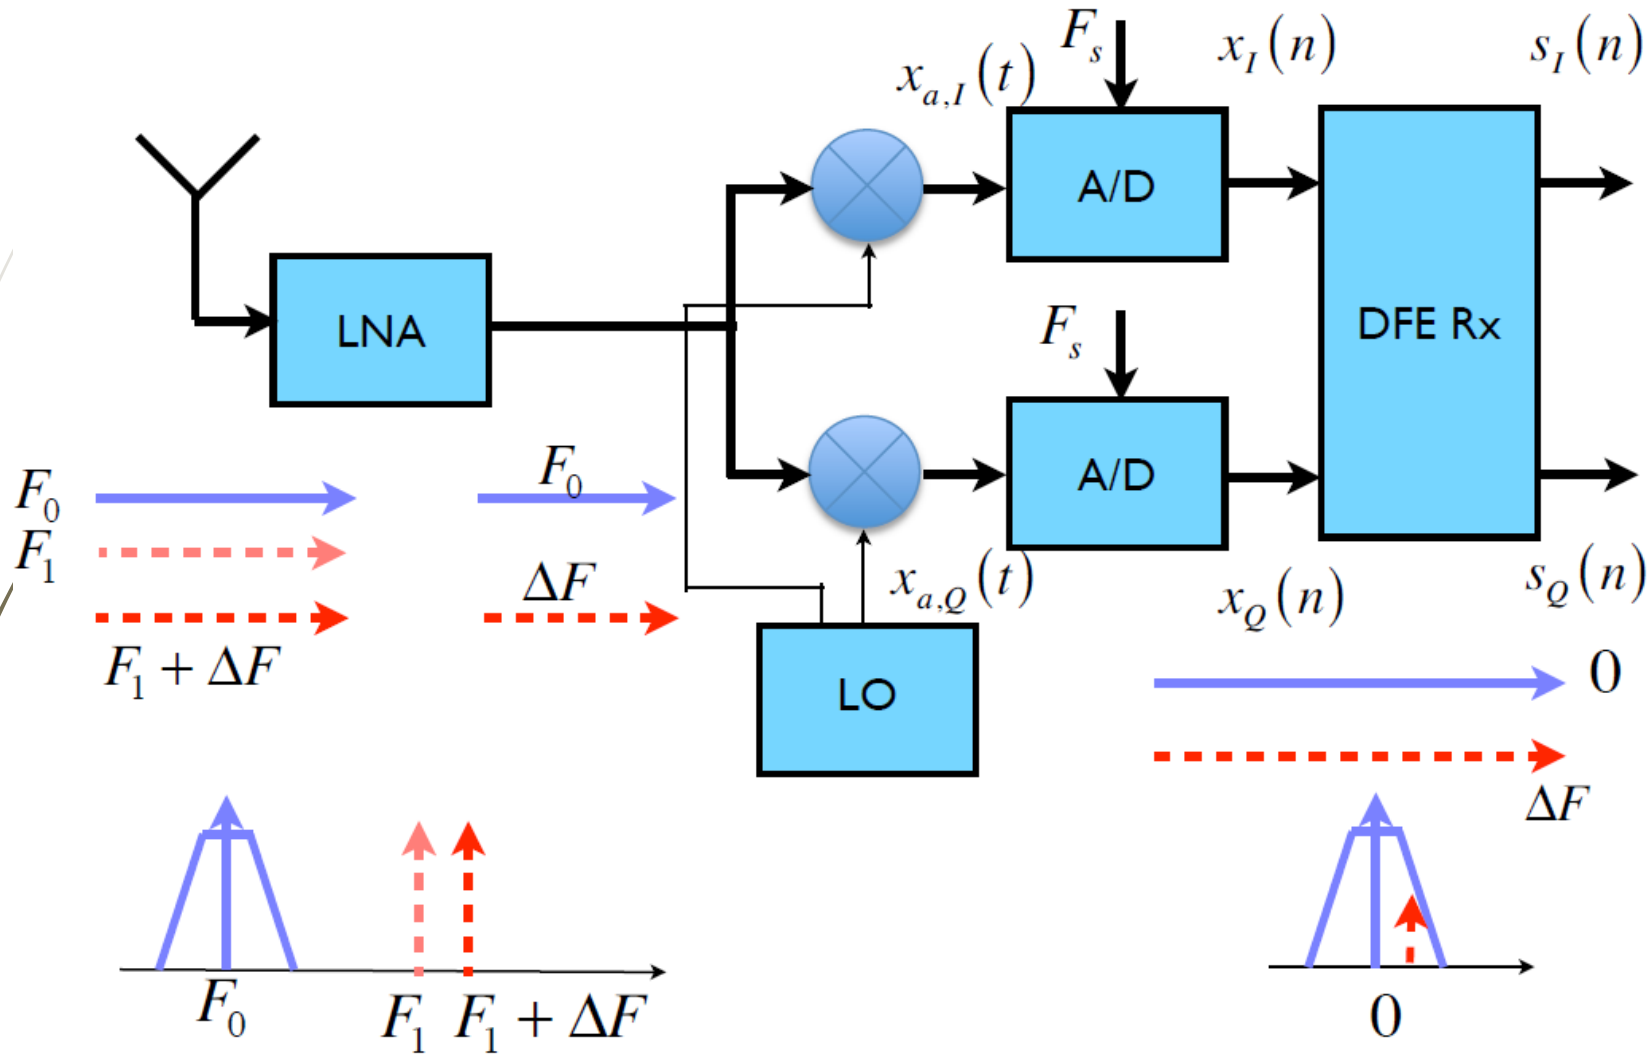 F_s
x_{a,I}(t)
x_I(n)
s_I(n)
A/D
LNA
F_s
DFE Rx
A/D
F_0
F_0
F_1
ΔF
F_1 + ΔF
x_{a,Q}(t)
x_Q(n)
s_Q(n)
LO
0
ΔF
F_0
F_1
F_1 + ΔF
0